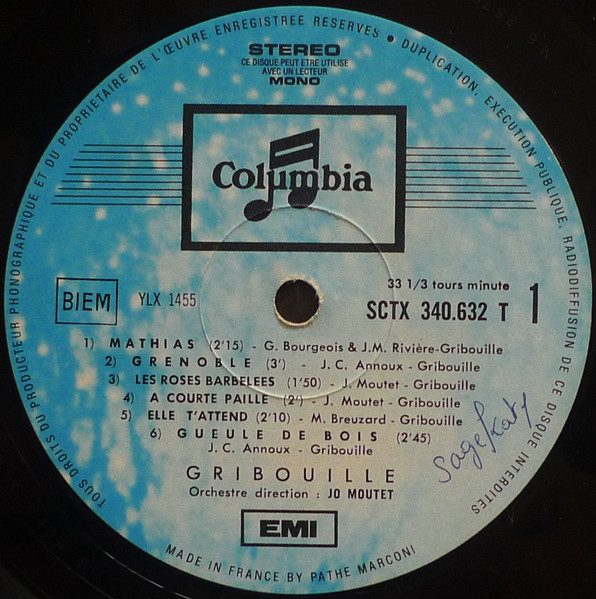 TOUS DROITS DU PRODUCTEUR PHONOGRAPHIQUE ET DU PROPRIETAIRE DE L'ŒUVRE ENREGISTREE RESERVES • DUPLICATION, EXECUTION PUBLIQUE, RADIODIFFUSION DE CE DISQUE INTERDITES
STEREO
CE DISQUE PEUT ETRE UTILISE
AVEC UN LECTEUR
MONO
Columbia
33 1/3 tours minute
BIEM YLX 1455 SCTX 340.632 T 1
1) MATHIAS (2'15) - G. Bourgeois & J.M. Rivière-Gribouille
2) GRENOBLE (3') - J.C. Annoux - Gribouille
3) LES ROSES BARBELEES (1'50) - J. Moutet - Gribouille
4) A COURTE PAILLE (2') - J. Moutet - Gribouille
5) ELLE T'ATTEND (2'10) - M. Breuzard - Gribouille
6) GUEULE DE BOIS (2'45)
J.C. Annoux - Gribouille
GRIBOUILLE
Orchestre direction : JO MOUTET
EMI
MADE IN FRANCE BY PATHE MARCONI